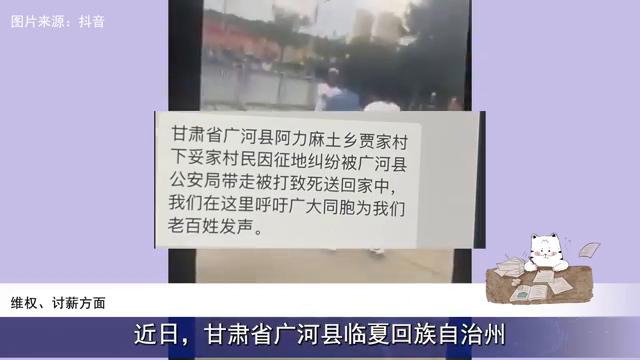 图片来源：抖音
甘肃省广河县阿力麻土乡贾家村
下妥家村民因征地纠纷被广河县
公安局带走被打致死送回家中，
我们在这里呼吁广大同胞为我们
老百姓发声。
维权、讨薪方面
近日，甘肃省广河县临夏回族自治州